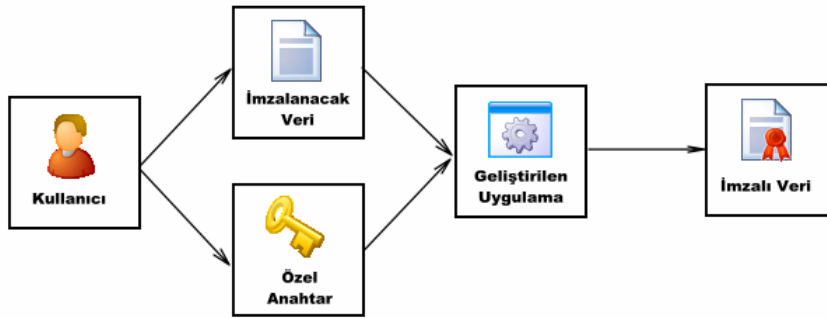 Kullanıcı
İmzalanacak
Veri
Özel
Anahtar
Geliştirilen
Uygulama
İmzalı Veri